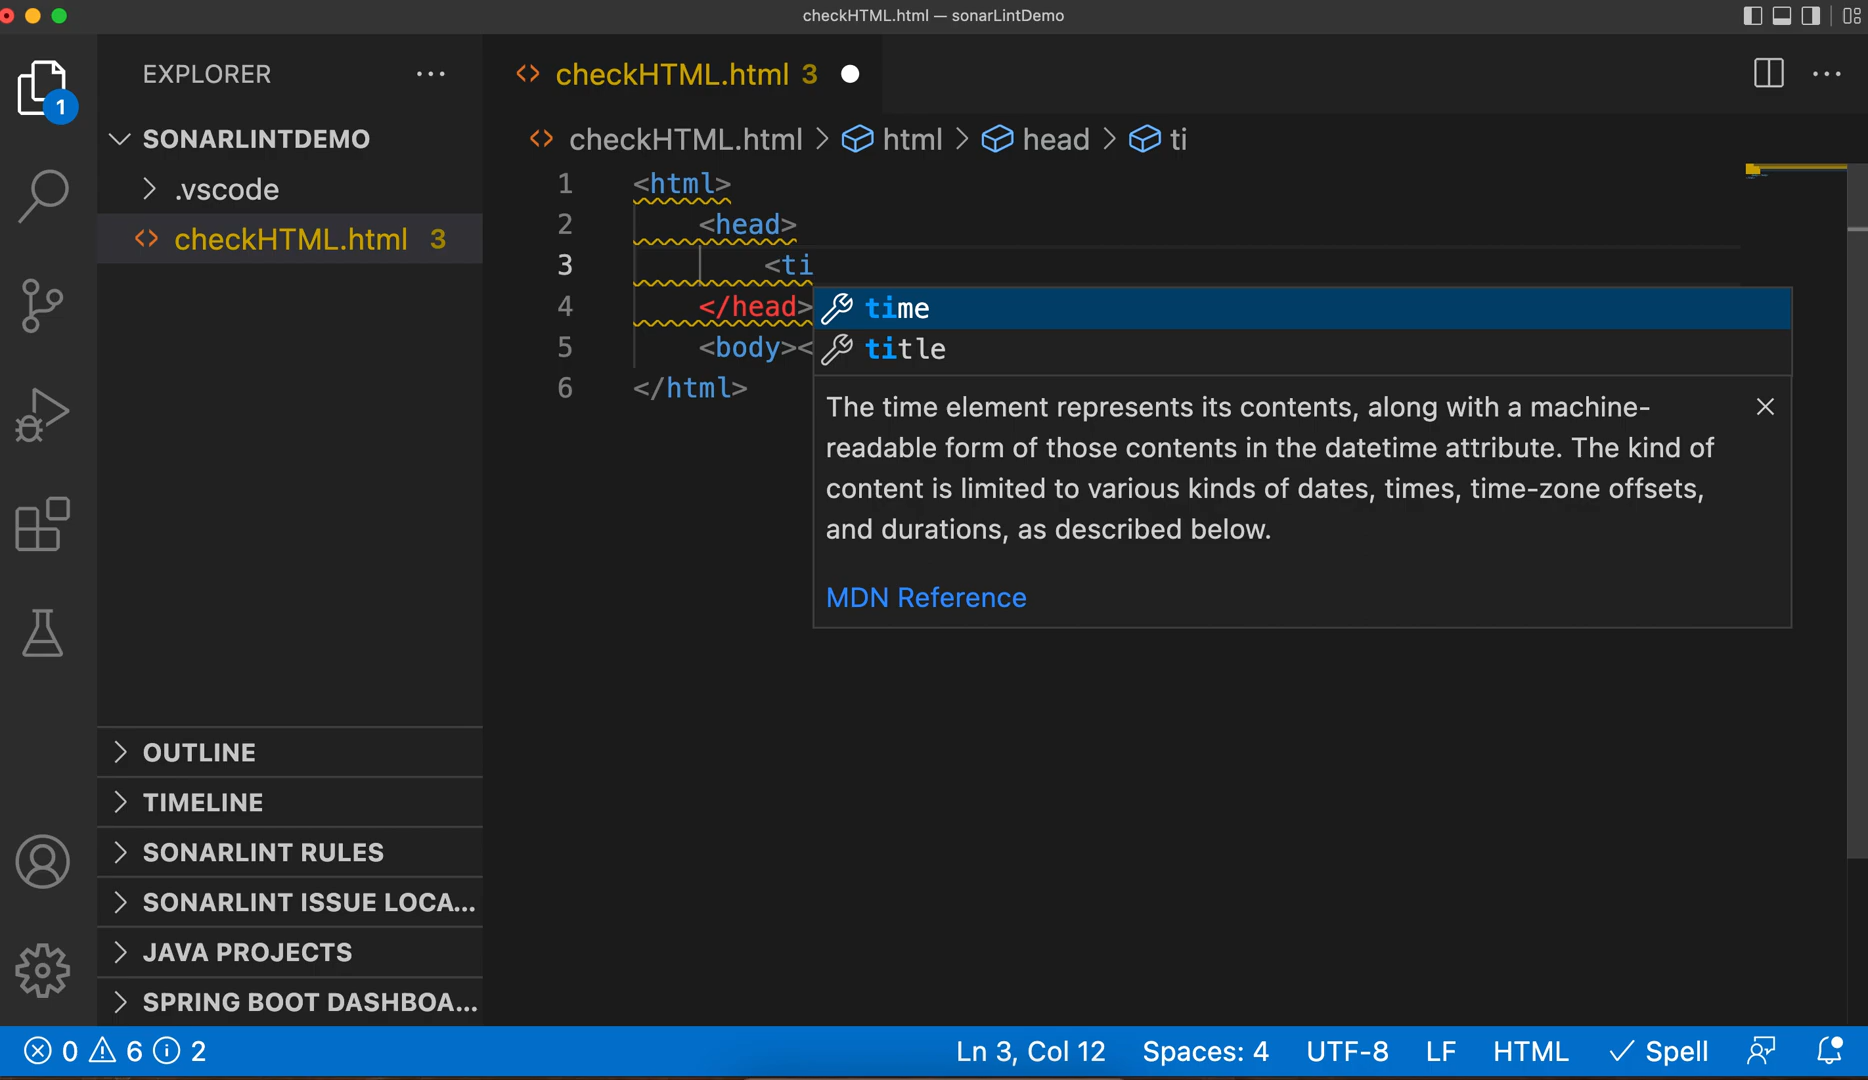 checkHTML.html — sonarLintDemo
EXPLORER
1
SONARLINTDEMO
.vscode
checkHTML.html 3
OUTLINE
TIMELINE
SONARLINT RULES
SONARLINT ISSUE LOCA...
JAVA PROJECTS
SPRING BOOT DASHBOA...
checkHTML.html 3
checkHTML.html > html > head > ti
1 <html>
2 <head>
3 <ti
4 </head>
5 <body><
6 </html>
time
title
The time element represents its contents, along with a machine-
readable form of those contents in the datetime attribute. The kind of
content is limited to various kinds of dates, times, time-zone offsets,
and durations, as described below.
MDN Reference
0 6 2 Ln 3, Col 12 Spaces: 4 UTF-8 LF HTML Spell